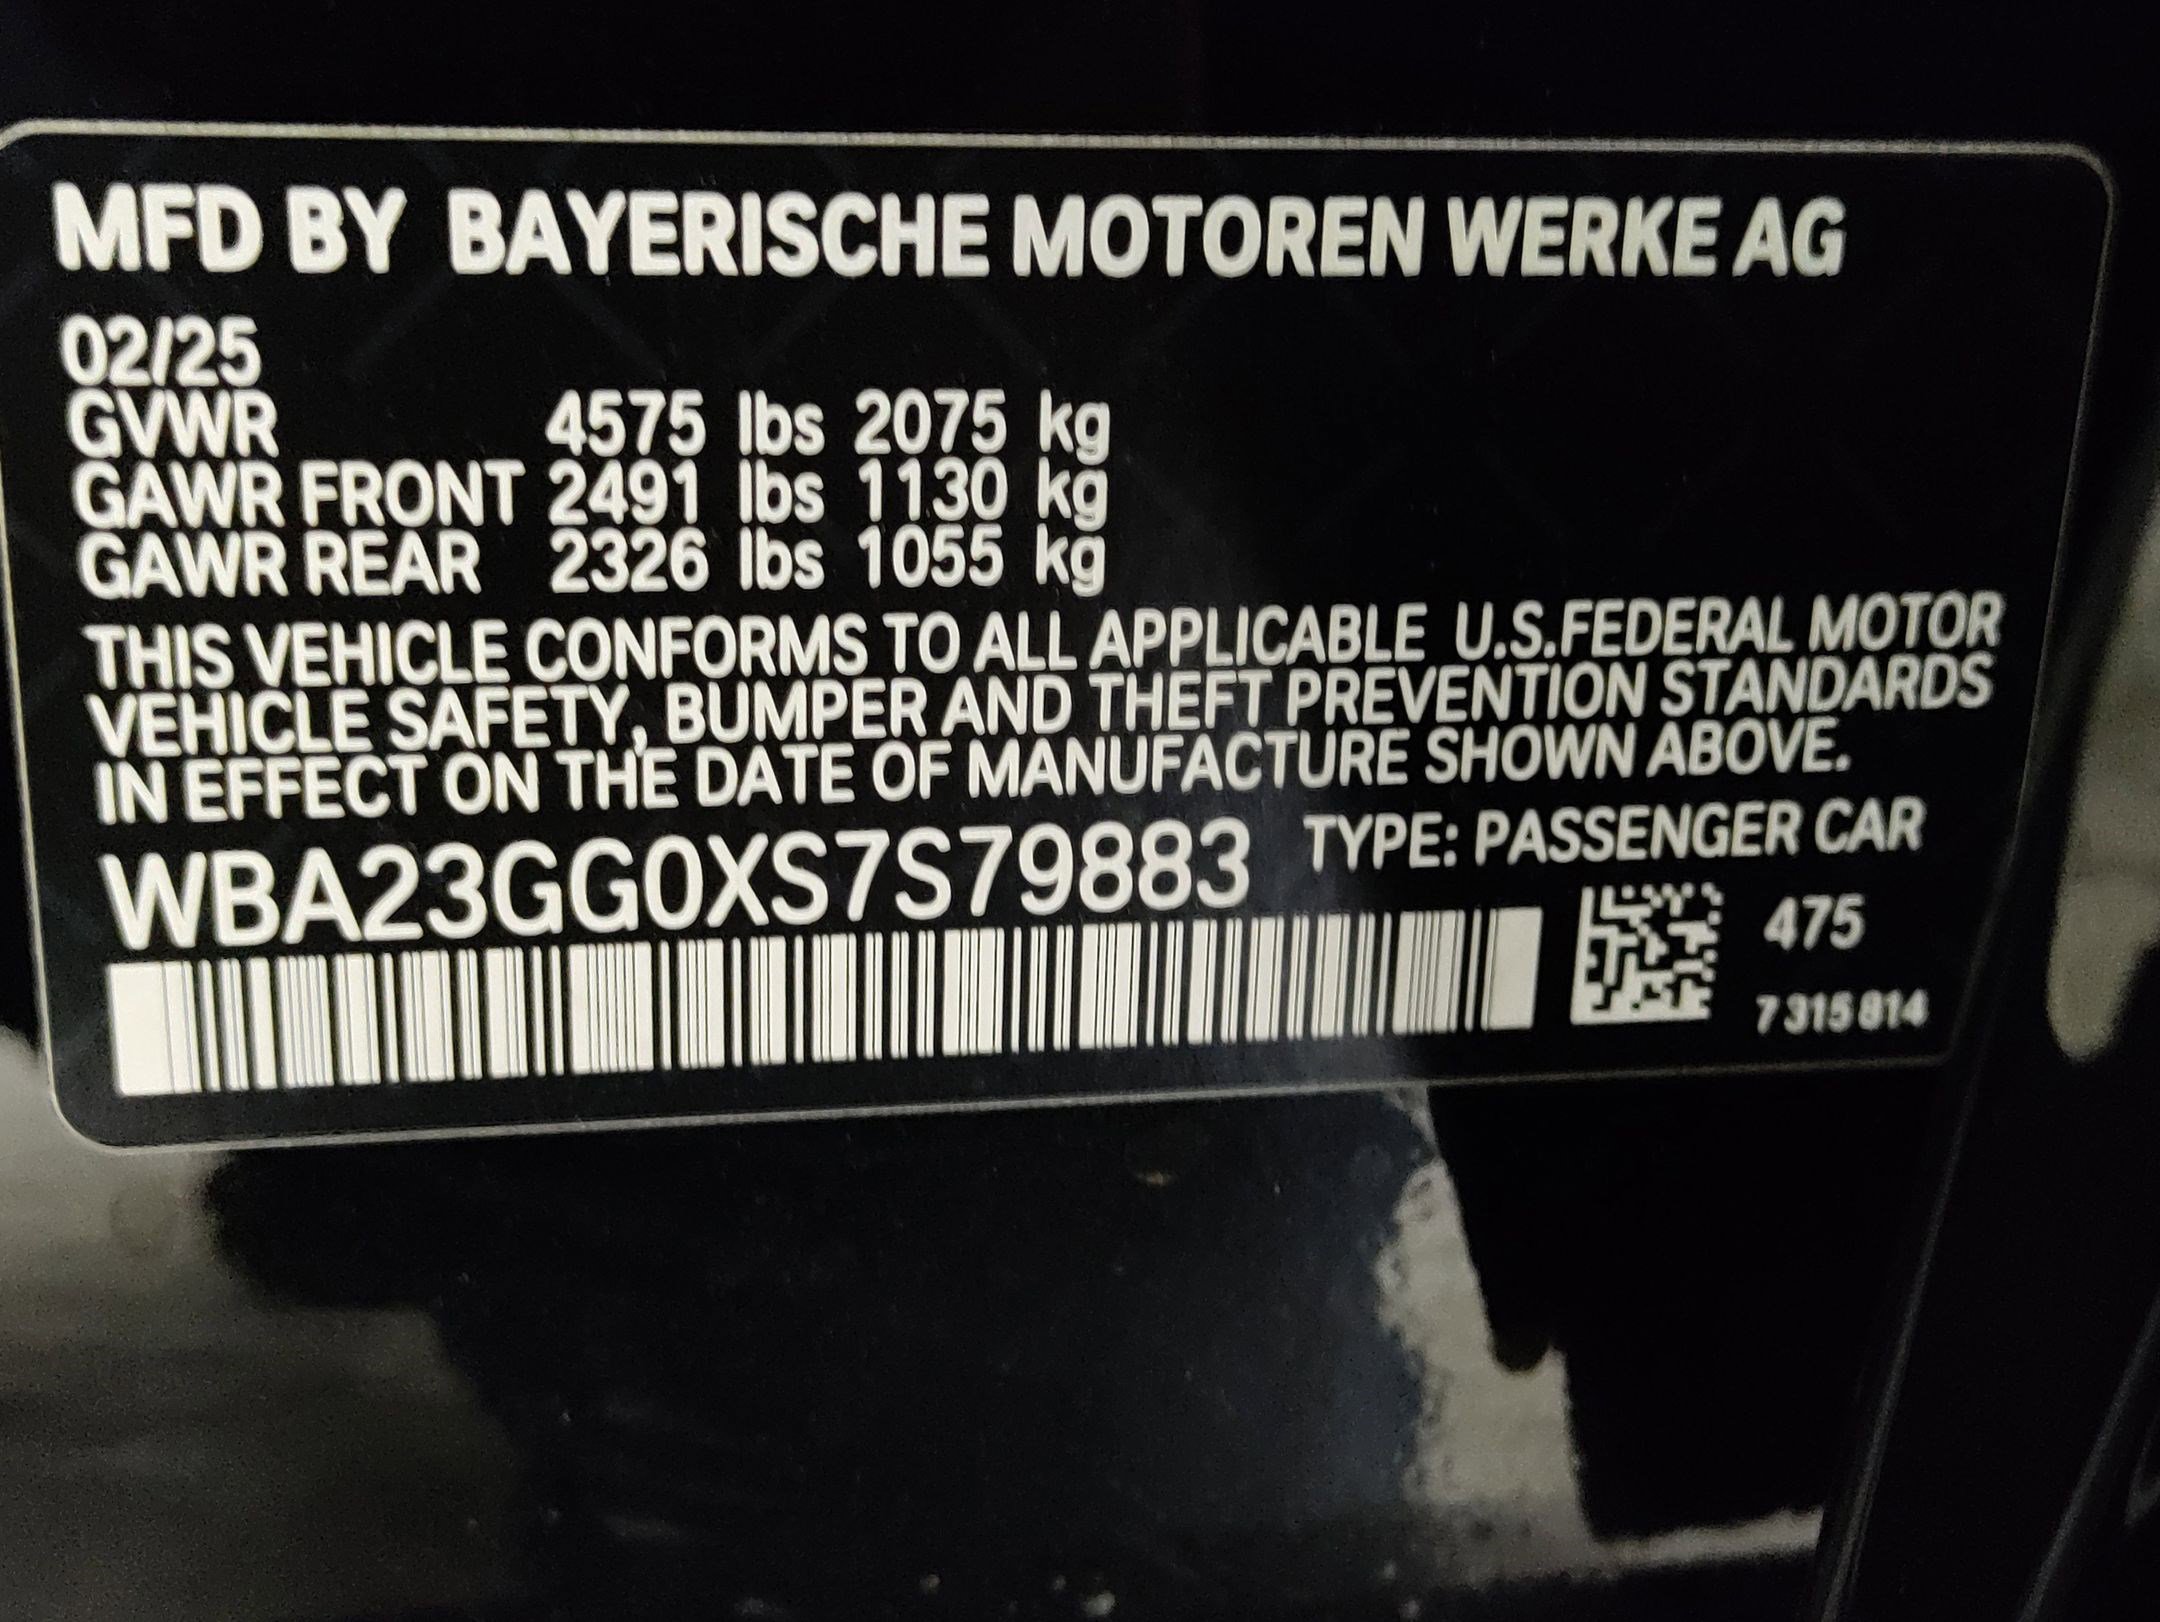 MFD BY BAYERISCHE MOTOREN WERKE AG
02/25
GVWR 4575 lbs 2075 kg
GAWR FRONT 2491 lbs 1130 kg
GAWR REAR 2326 lbs 1055 kg
THIS VEHICLE CONFORMS TO ALL APPLICABLE U.S.FEDERAL MOTOR
VEHICLE SAFETY, BUMPER AND THEFT PREVENTION STANDARDS
IN EFFECT ON THE DATE OF MANUFACTURE SHOWN ABOVE.
WBA23GG0XS7S79883 TYPE: PASSENGER CAR
475
7 315 814